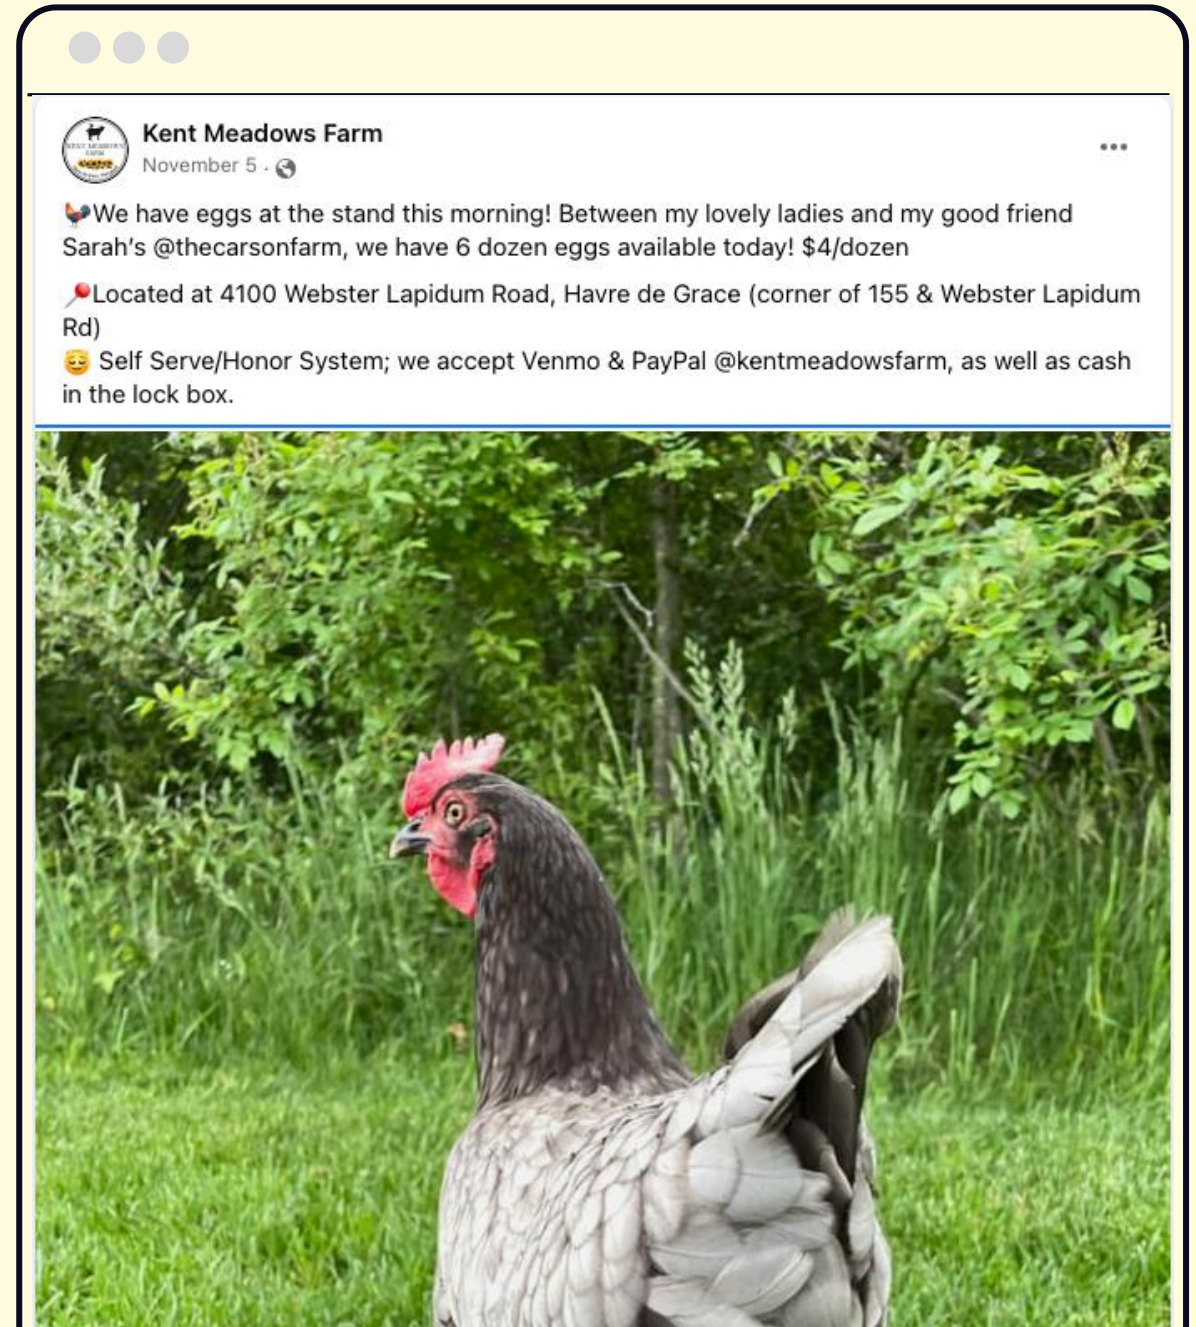 Kent Meadows Farm
November 5 ·
🐓We have eggs at the stand this morning! Between my lovely ladies and my good friend
Sarah's @thecarsonfarm, we have 6 dozen eggs available today! $4/dozen
📍Located at 4100 Webster Lapidum Road, Havre de Grace (corner of 155 & Webster Lapidum
Rd)
😇 Self Serve/Honor System; we accept Venmo & PayPal @kentmeadowsfarm, as well as cash
in the lock box.